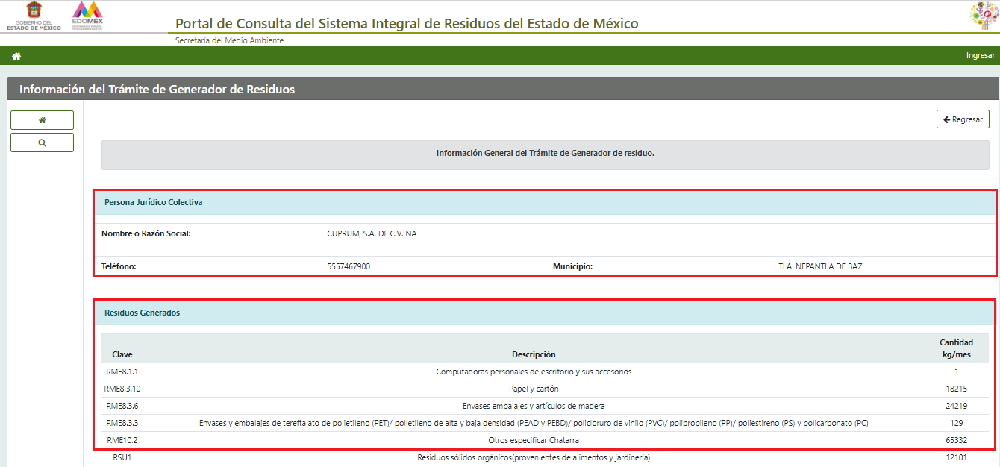 GOBIERNO DEL
ESTADO DE MÉXICO
EDOMÉX
Portal de Consulta del Sistema Integral de Residuos del Estado de México
Secretaría del Medio Ambiente
Ingresar
Información del Trámite de Generador de Residuos
Regresar
Información General del Trámite de Generador de residuo.
Persona Jurídico Colectiva
Nombre o Razón Social: CUPRUM, S.A. DE C.V. NA
Teléfono: 5557467900 Municipio: TLALNEPANTLA DE BAZ
Residuos Generados
Clave Descripción Cantidad kg/mes
RME8.1.1 Computadoras personales de escritorio y sus accesorios 1
RME8.3.10 Papel y cartón 18215
RME8.3.6 Envases embalajes y artículos de madera 24219
RME8.3.3 Envases y embalajes de tereftalato de polietileno (PET)/ polietileno de alta y baja densidad (PEAD y PEBD)/ policloruro de vinilo (PVC)/ polipropileno (PP)/ poliestireno (PS) y policarbonato (PC) 129
RME10.2 Otros especificar Chatarra 65332
RSU1 Residuos sólidos orgánicos(provenientes de alimentos y jardinería) 12101